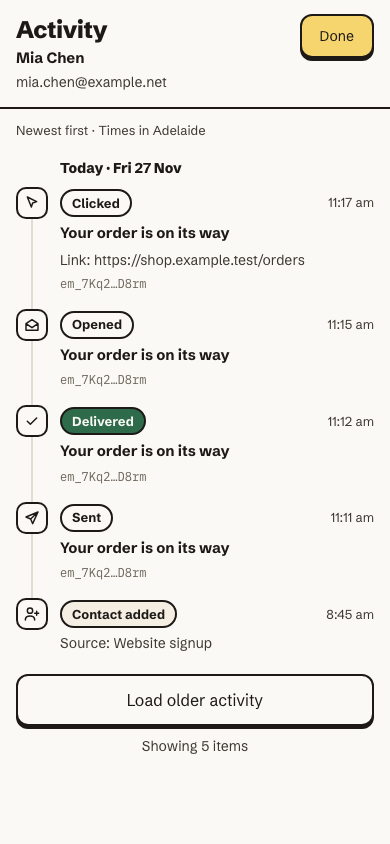 Activity
Done
Mia Chen
mia.chen@example.net
Newest first · Times in Adelaide
Today · Fri 27 Nov
Clicked 11:17 am
Your order is on its way
Link: https://shop.example.test/orders
em_7Kq2…D8rm
Opened 11:15 am
Your order is on its way
em_7Kq2…D8rm
Delivered 11:12 am
Your order is on its way
em_7Kq2…D8rm
Sent 11:11 am
Your order is on its way
em_7Kq2…D8rm
Contact added 8:45 am
Source: Website signup
Load older activity
Showing 5 items